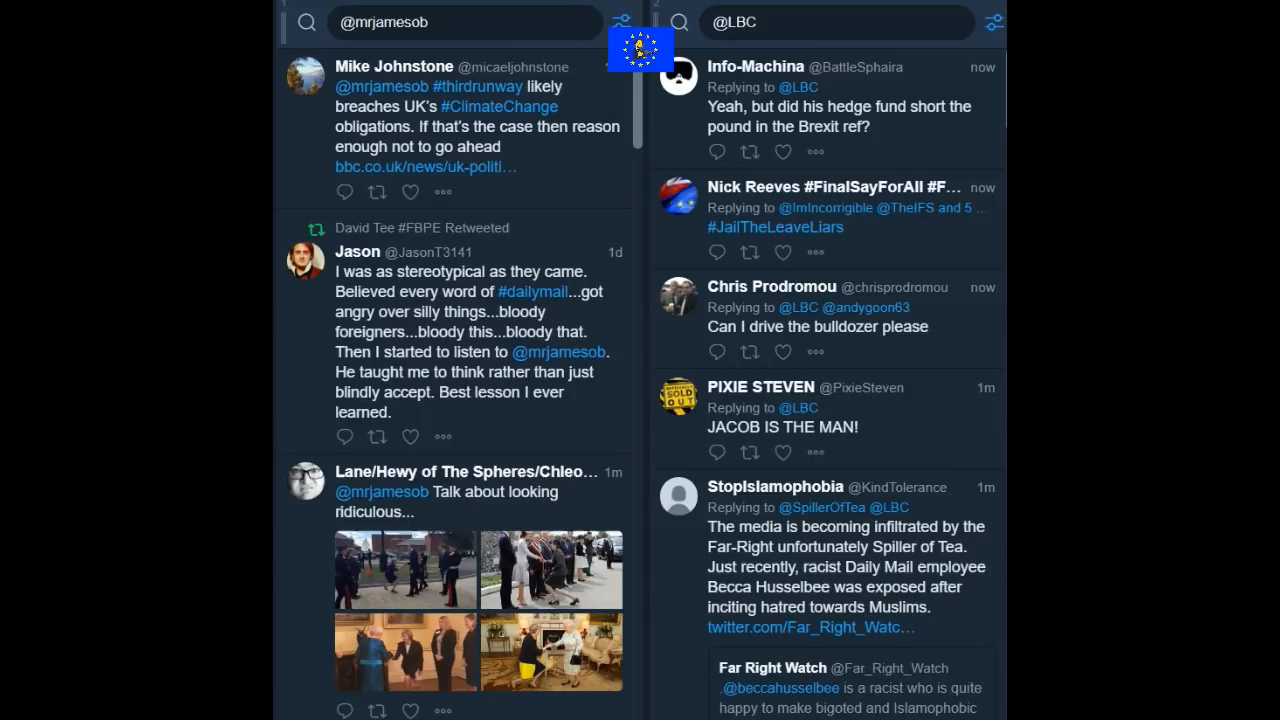 1
@mrjamesob
Mike Johnstone @micaeljohnstone
@mrjamesob #thirdrunway likely
breaches UK's #ClimateChange
obligations. If that's the case then reason
enough not to go ahead
bbc.co.uk/news/uk-politi…
David Tee #FBPE Retweeted
Jason @JasonT3141 1d
I was as stereotypical as they came.
Believed every word of #dailymail...got
angry over silly things...bloody
foreigners...bloody this...bloody that.
Then I started to listen to @mrjamesob.
He taught me to think rather than just
blindly accept. Best lesson I ever
learned.
Lane/Hewy of The Spheres/Chleo... 1m
@mrjamesob Talk about looking
ridiculous...
2
@LBC
Info-Machina @BattleSphaira now
Replying to @LBC
Yeah, but did his hedge fund short the
pound in the Brexit ref?
Nick Reeves #FinalSayForAll #F... now
Replying to @ImIncorrigible @TheIFS and 5 ...
#JailTheLeaveLiars
Chris Prodromou @chrisprodromou now
Replying to @LBC @andygoon63
Can I drive the bulldozer please
PIXIE STEVEN @PixieSteven 1m
Replying to @LBC
JACOB IS THE MAN!
SOLD
OUT
StopIslamophobia @KindTolerance 1m
Replying to @SpillerOfTea @LBC
The media is becoming infiltrated by the
Far-Right unfortunately Spiller of Tea.
Just recently, racist Daily Mail employee
Becca Husselbee was exposed after
inciting hatred towards Muslims.
twitter.com/Far_Right_Watc…
Far Right Watch @Far_Right_Watch
.@beccahusselbee is a racist who is quite
happy to make bigoted and Islamophobic